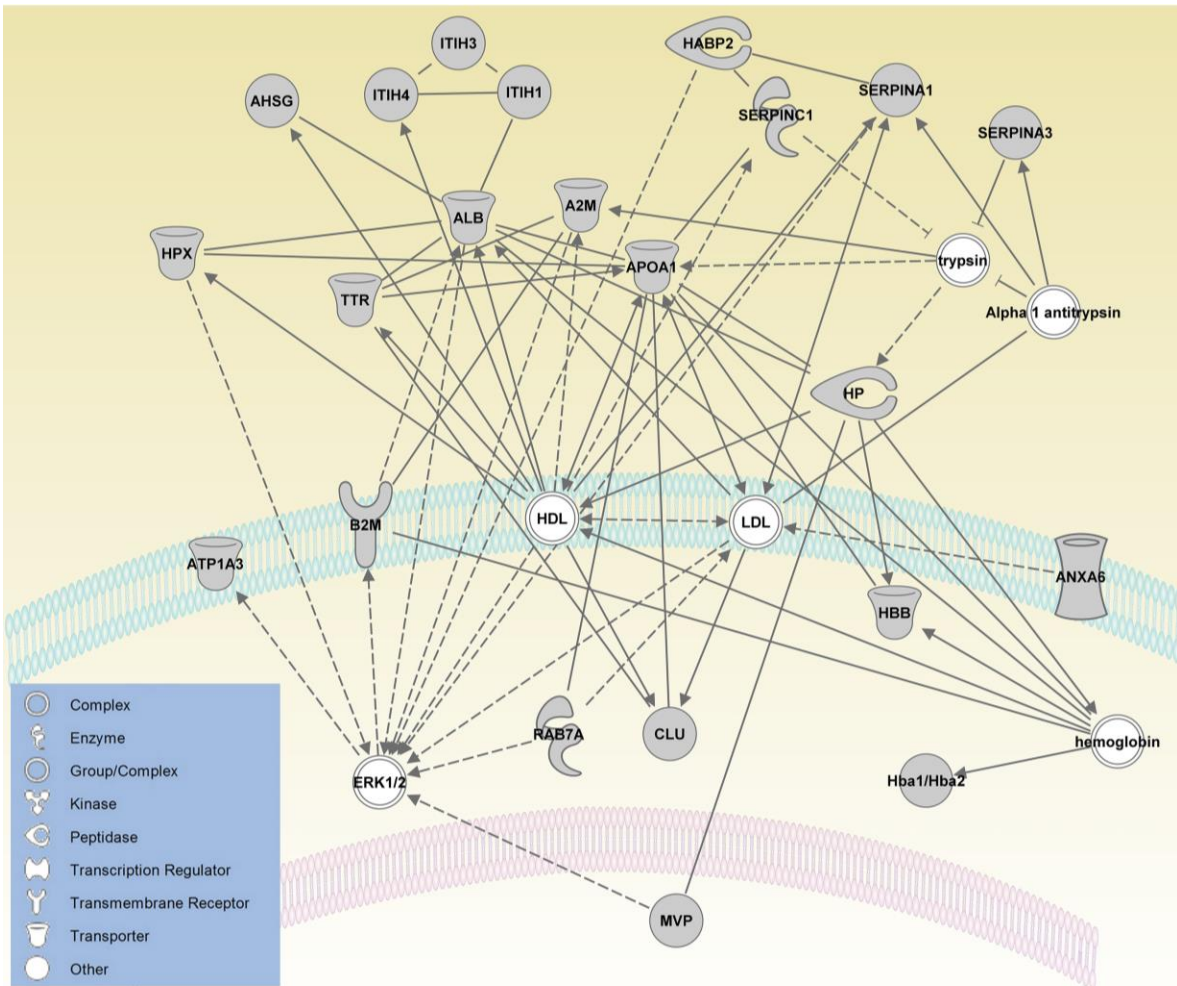 ITIH3
HABP2
ITIH4
ITIH1
AHSG
SERPINA1
SERPINC1
SERPINA3
A2M
ALB
HPX
APOA1
trypsin
TTR
Alpha 1 antitrypsin
HP
HDL
LDL
B2M
ATP1A3
ANXA6
HBB
RAB7A
CLU
hemoglobin
ERK1/2
Hba1/Hba2
MVP
Complex
Enzyme
Group/Complex
Kinase
Peptidase
Transcription Regulator
Transmembrane Receptor
Transporter
Other